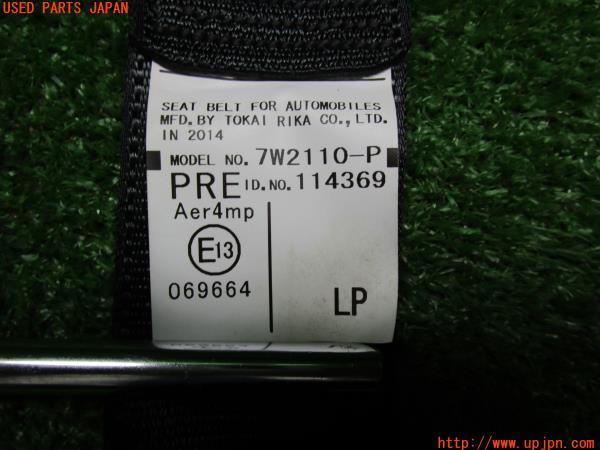 USED PARTS JAPAN
SEAT BELT FOR AUTOMOBILES
MFD. BY TOKAI RIKA CO., LTD.
IN 2014
MODEL NO. 7W2110-P
PRE ID.NO. 114369
Aer4mp
E13
069664
LP
http://www.upjpn.com